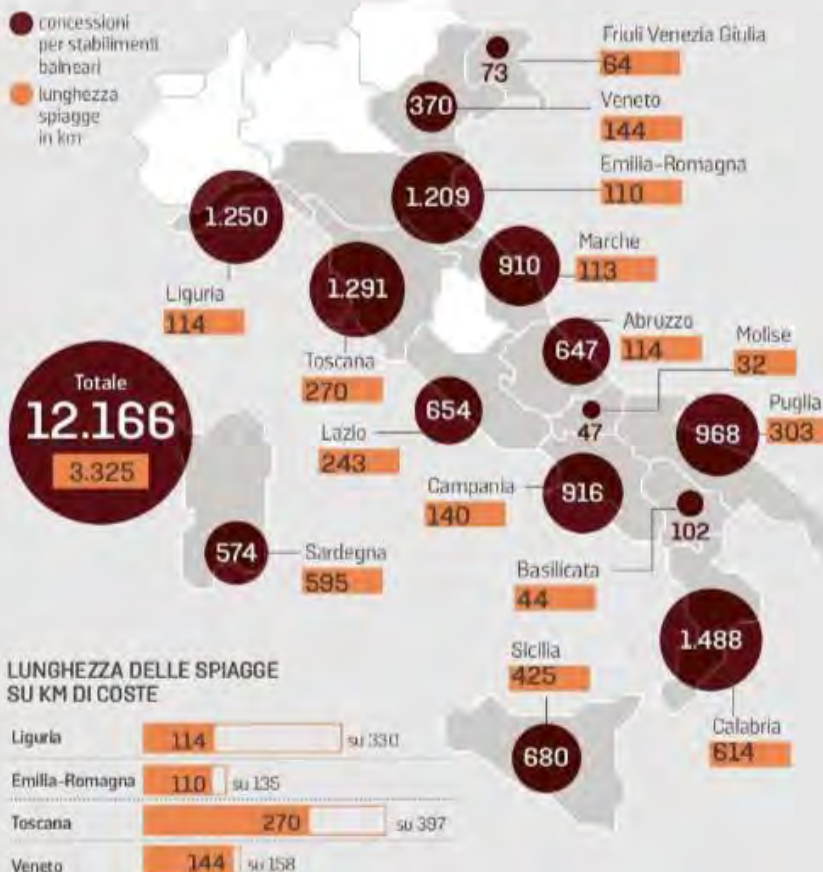 concessioni
per stabilimenti
balneari
lunghezza
spiagge
in km
73
Friuli Venezia Giulia
64
370
Veneto
144
1.209
Emilia-Romagna
110
1.250
Liguria
114
910
Marche
113
1.291
Toscana
270
647
Abruzzo
114
Molise
32
47
Totale
12.166
3.325
654
Lazio
243
968
Puglia
303
Campania
140
916
102
Basilicata
44
574
Sardegna
595
1.488
Calabria
614
Sicilia
425
680
LUNGHEZZA DELLE SPIAGGE
SU KM DI COSTE
Liguria 114 su 330
Emilia-Romagna 110 su 135
Toscana 270 su 397
Veneto 144 su 158